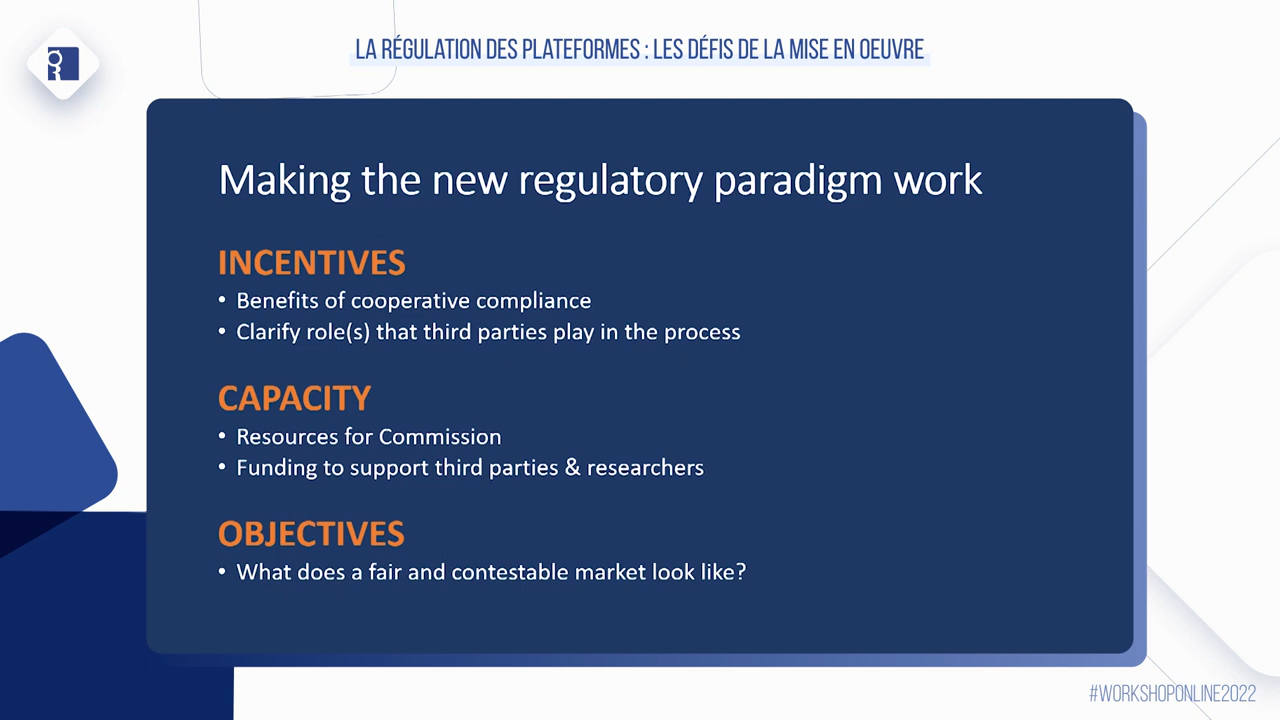 LA RÉGULATION DES PLATEFORMES : LES DÉFIS DE LA MISE EN OEUVRE
Making the new regulatory paradigm work
INCENTIVES
• Benefits of cooperative compliance
• Clarify role(s) that third parties play in the process
CAPACITY
• Resources for Commission
• Funding to support third parties & researchers
OBJECTIVES
• What does a fair and contestable market look like?
#WORKSHOPONLINE2022